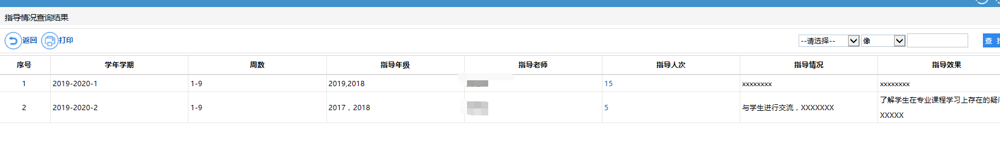 指导情况查询结果
返回 打印 --请选择-- 像 查
序号 学年学期 周数 指导年级 指导老师 指导人次 指导情况 指导效果
1 2019-2020-1 1-9 2019,2018 15 xxxxxxxx xxxxxxxx
2 2019-2020-2 1-9 2017，2018 5 与学生进行交流，XXXXXXX 了解学生在专业课程学习上存在的疑
XXXXX